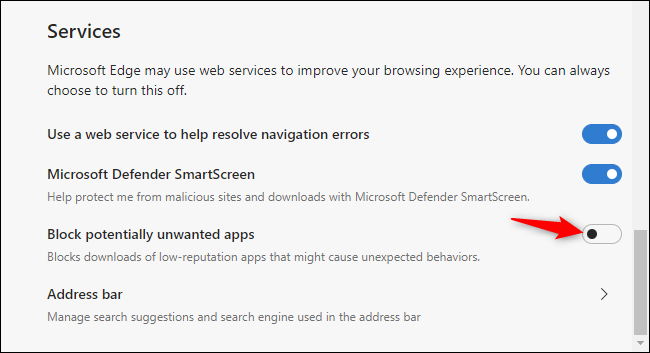 Services
Microsoft Edge may use web services to improve your browsing experience. You can always
choose to turn this off.
Use a web service to help resolve navigation errors
Microsoft Defender SmartScreen
Help protect me from malicious sites and downloads with Microsoft Defender SmartScreen.
Block potentially unwanted apps
Blocks downloads of low-reputation apps that might cause unexpected behaviors.
Address bar
Manage search suggestions and search engine used in the address bar